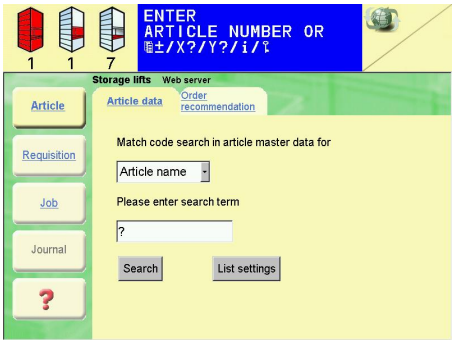 ENTER
ARTICLE NUMBER OR
±/X?/Y?/i/
1 1 7
Storage lifts Web server
Article
Article data
Order
recommendation
Match code search in article master data for
Requisition
Article name
Job
Please enter search term
?
Journal
Search List settings
?